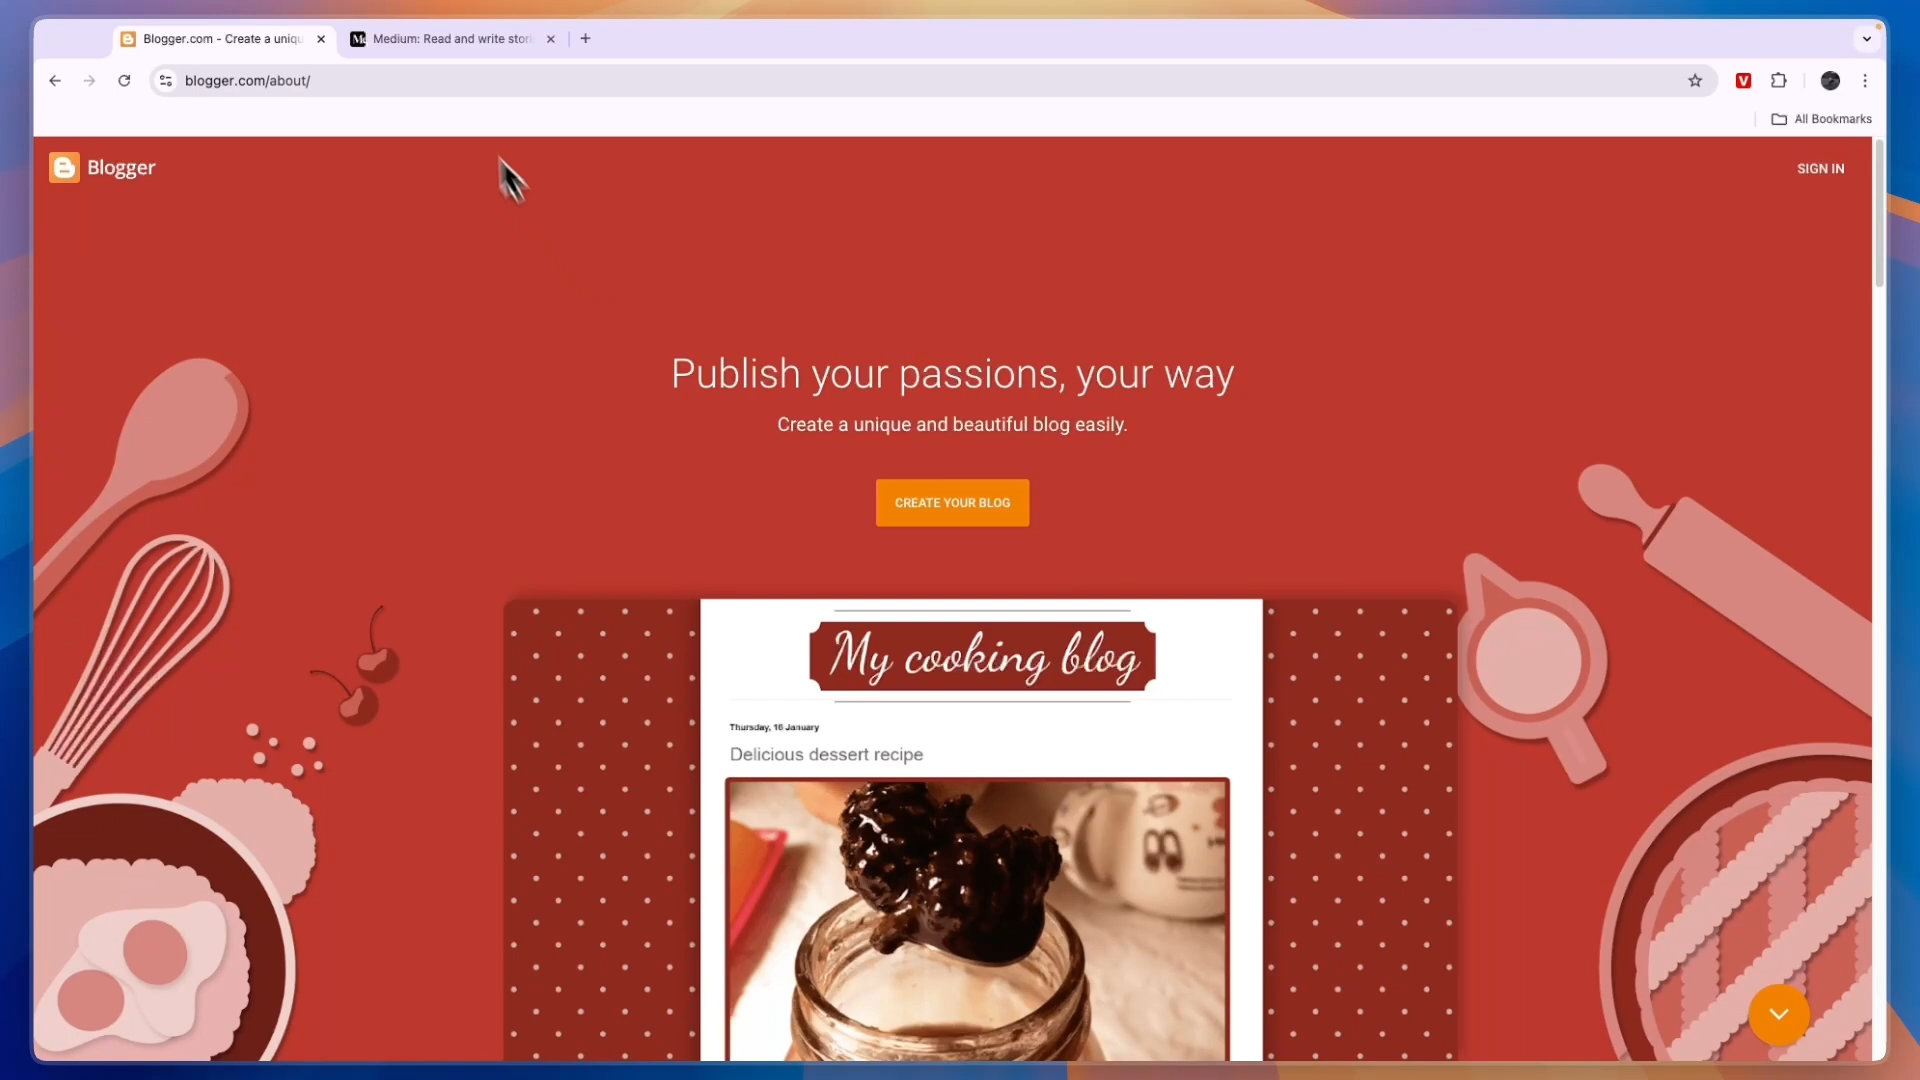 Blogger.com - Create a uniqu
Medium: Read and write stori
blogger.com/about/
V
All Bookmarks
Blogger
SIGN IN
Publish your passions, your way
Create a unique and beautiful blog easily.
CREATE YOUR BLOG
My cooking blog
Thursday, 16 January
Delicious dessert recipe